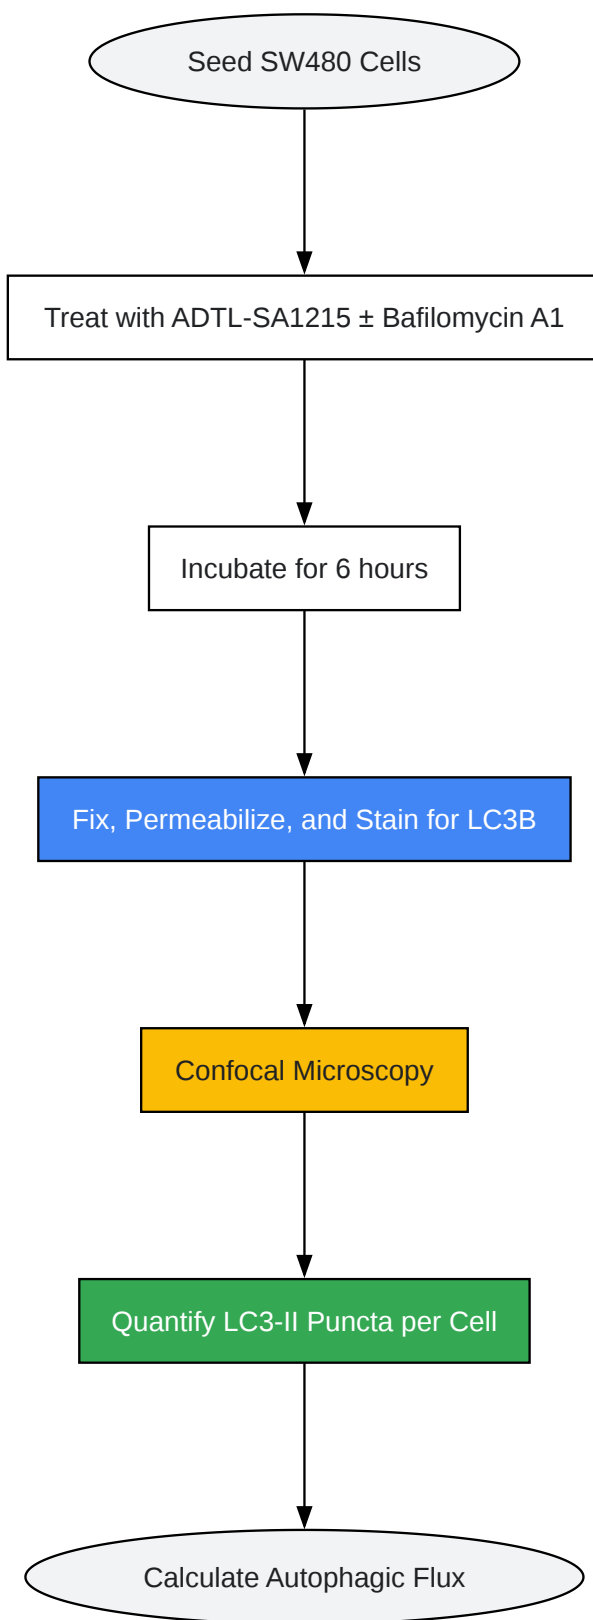 Seed SW480 Cells
Treat with ADTL-SA1215 ± Bafilomycin A1
Incubate for 6 hours
Fix, Permeabilize, and Stain for LC3B
Confocal Microscopy
Quantify LC3-II Puncta per Cell
Calculate Autophagic Flux